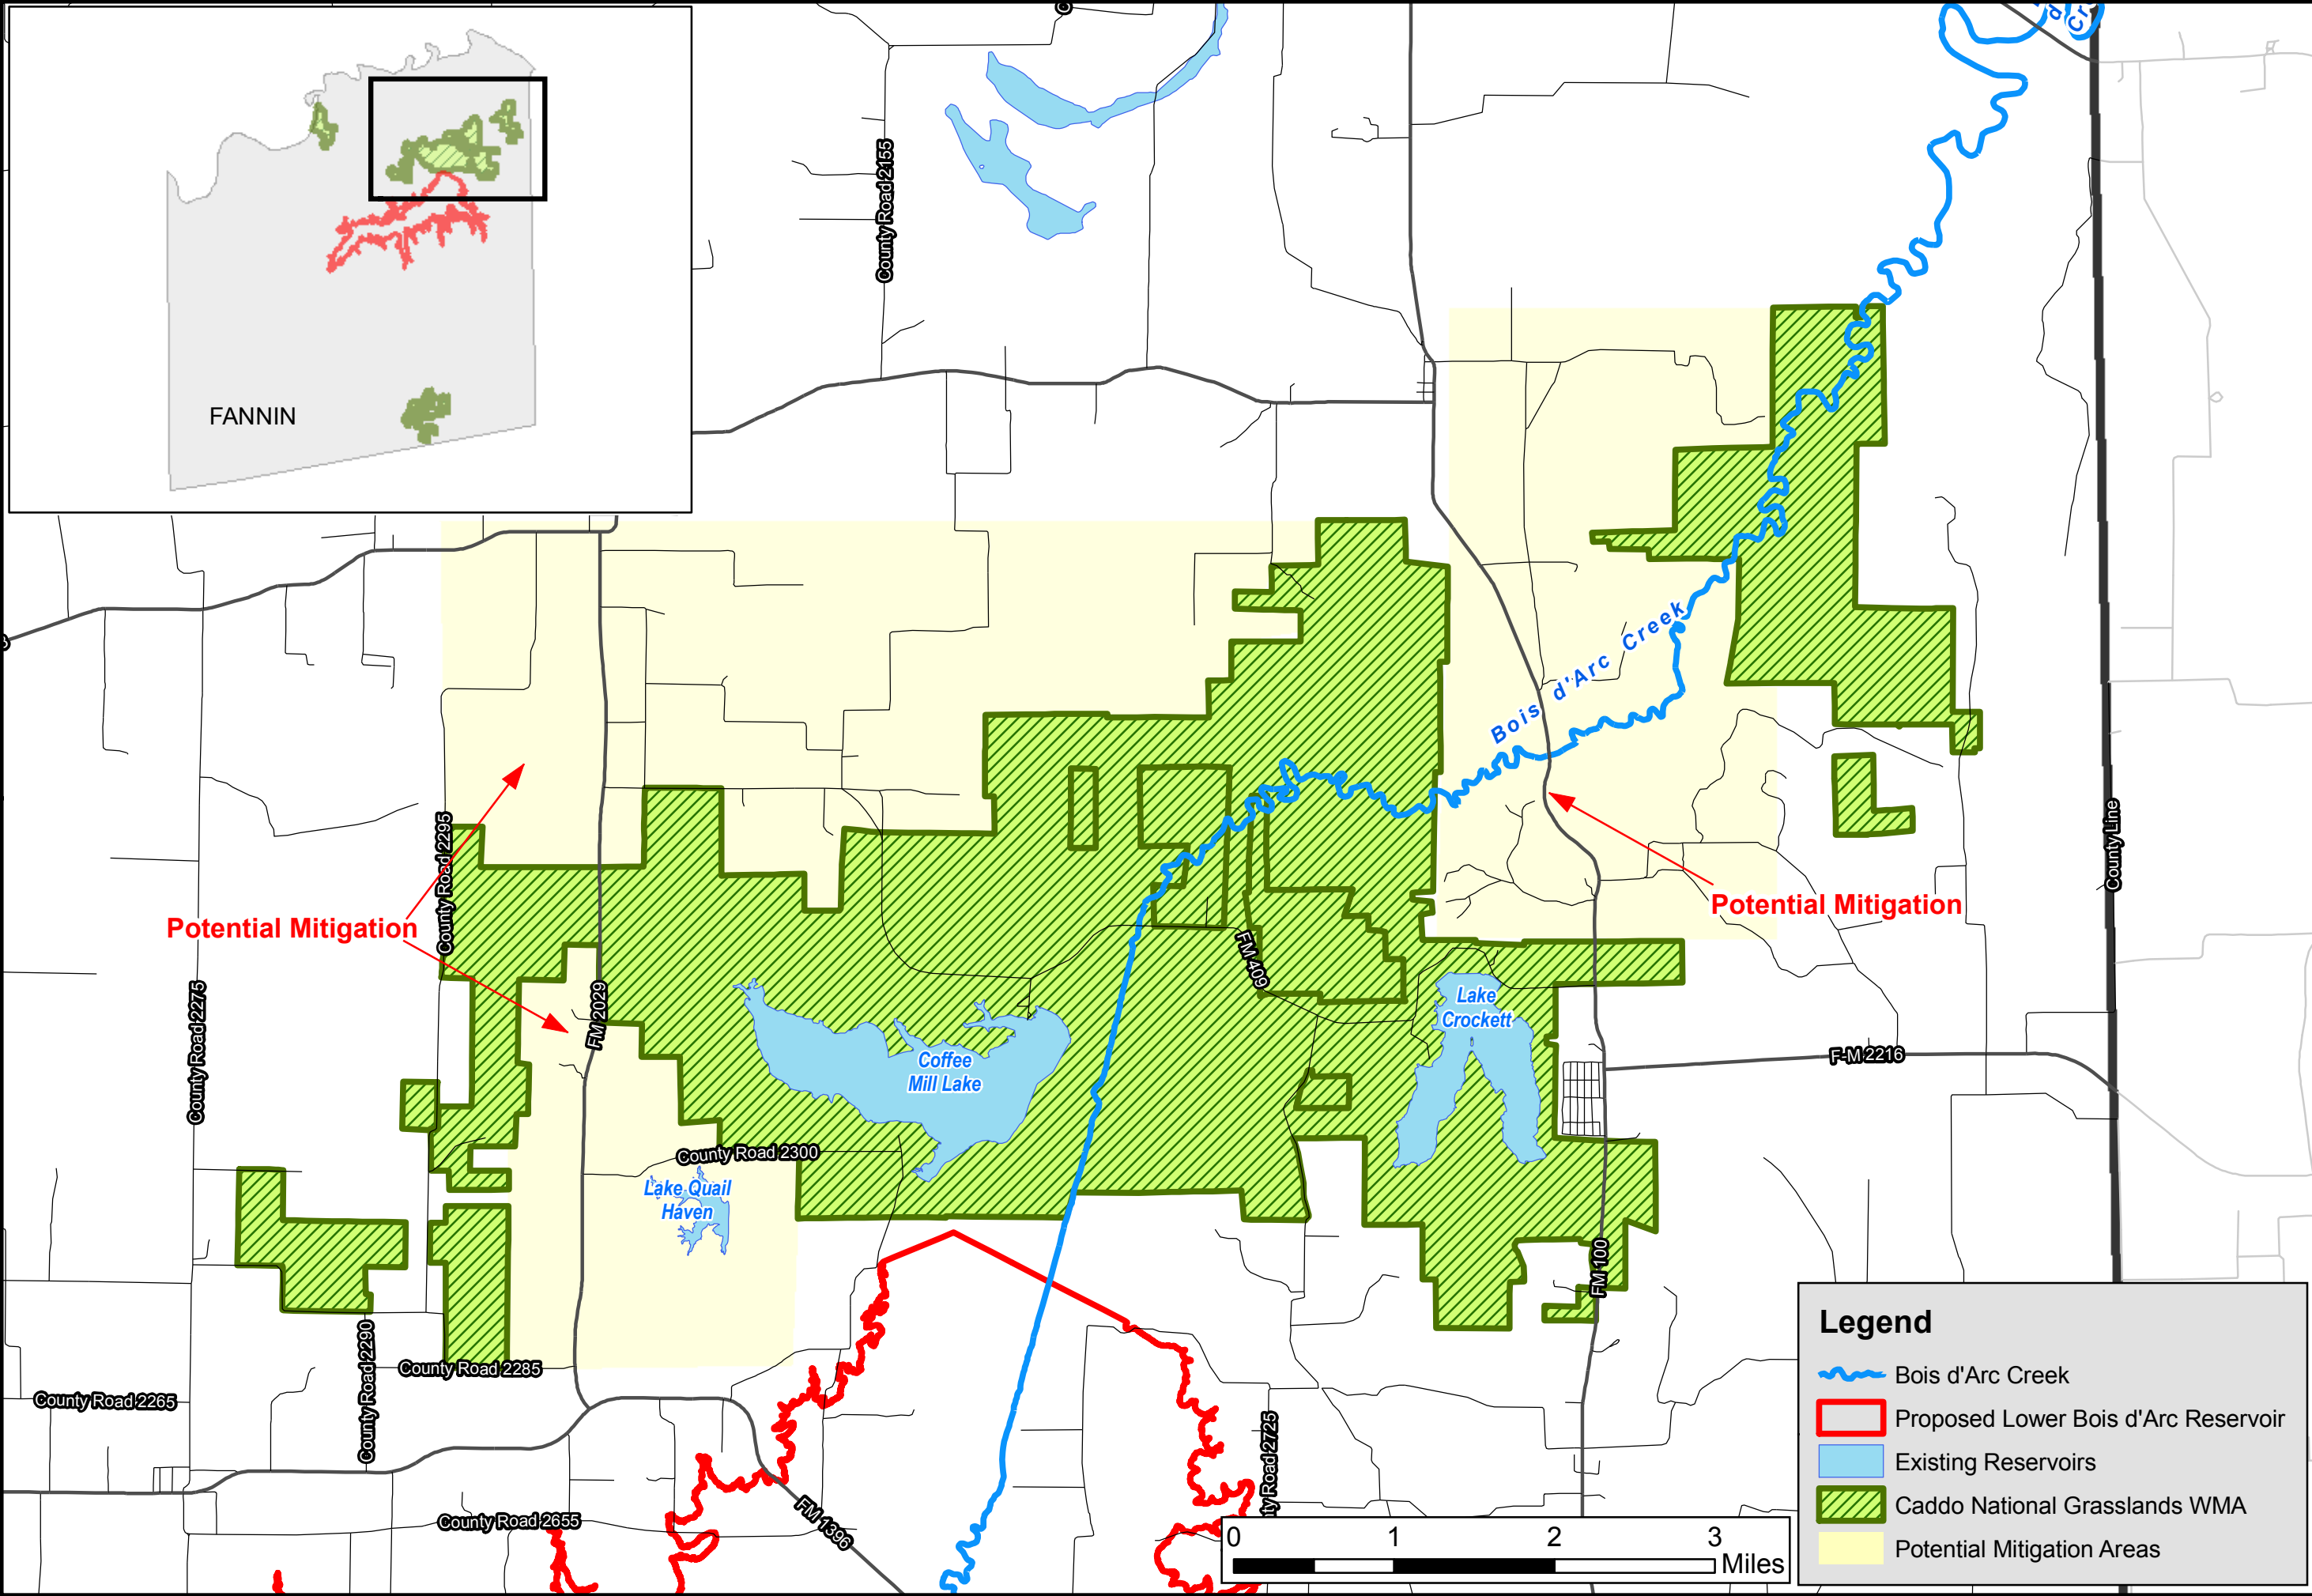 FANNIN
County Road 2155
d'
Cr
Bois d'Arc Creek
County Road 2295
Potential Mitigation
County Road 2275
FM 2029
FM 409
Potential Mitigation
County Line
Lake
Crockett
Coffee
Mill Lake
F-M 2216
County Road 2300
Lake Quail
Haven
FM 100
County Road 2290
County Road 2285
County Road 2265
County Road 2655
FM 1396
ty Road 2725
0 1 2 3
Miles
Legend
Bois d'Arc Creek
Proposed Lower Bois d'Arc Reservoir
Existing Reservoirs
Caddo National Grasslands WMA
Potential Mitigation Areas